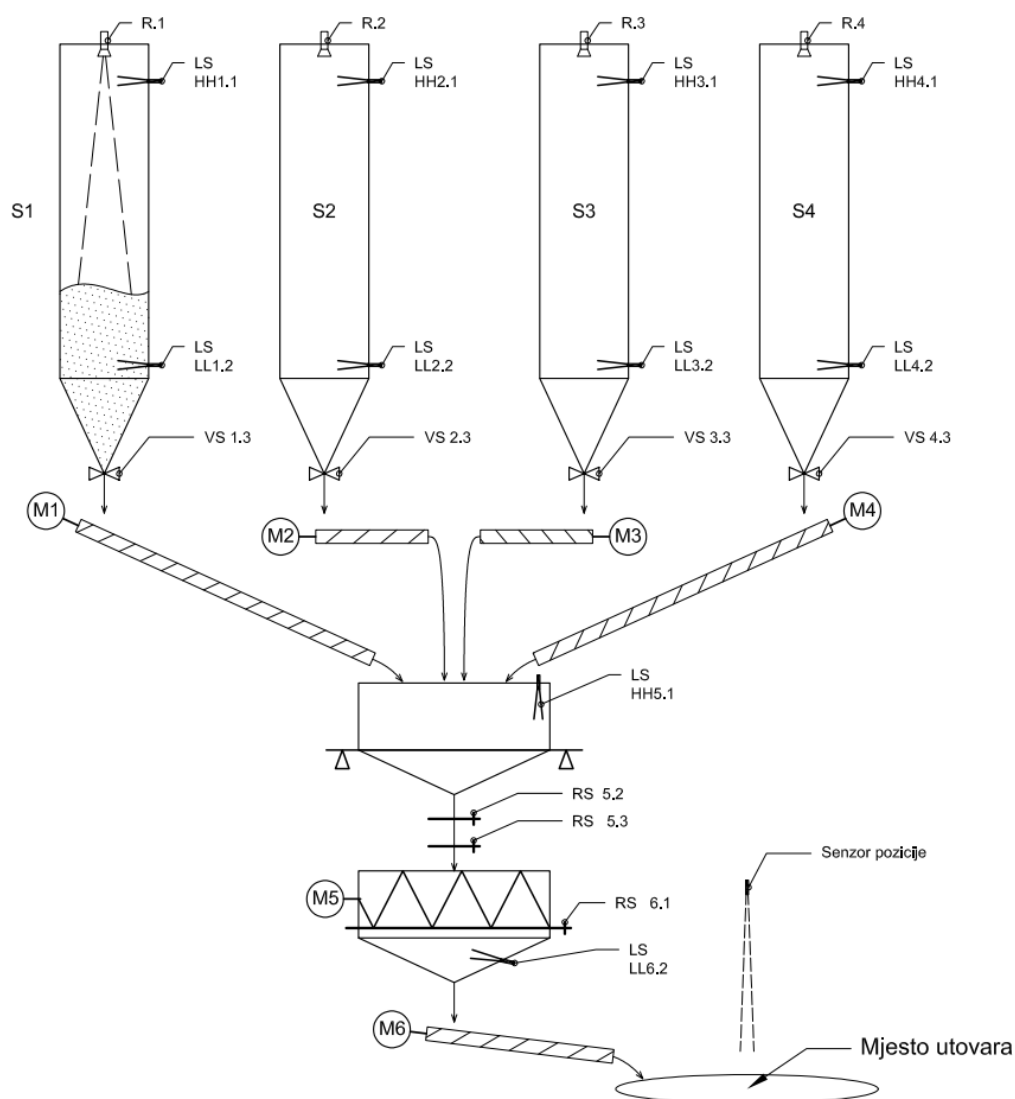 R.1
R.2
R.3
R.4
LS
HH1.1
LS
HH2.1
LS
HH3.1
LS
HH4.1
S1
S2
S3
S4
LS
LL1.2
LS
LL2.2
LS
LL3.2
LS
LL4.2
VS 1.3
VS 2.3
VS 3.3
VS 4.3
M1
M2
M3
M4
LS
HH5.1
RS 5.2
RS 5.3
Senzor pozicije
M5
RS 6.1
LS
LL6.2
M6
Mjesto utovara